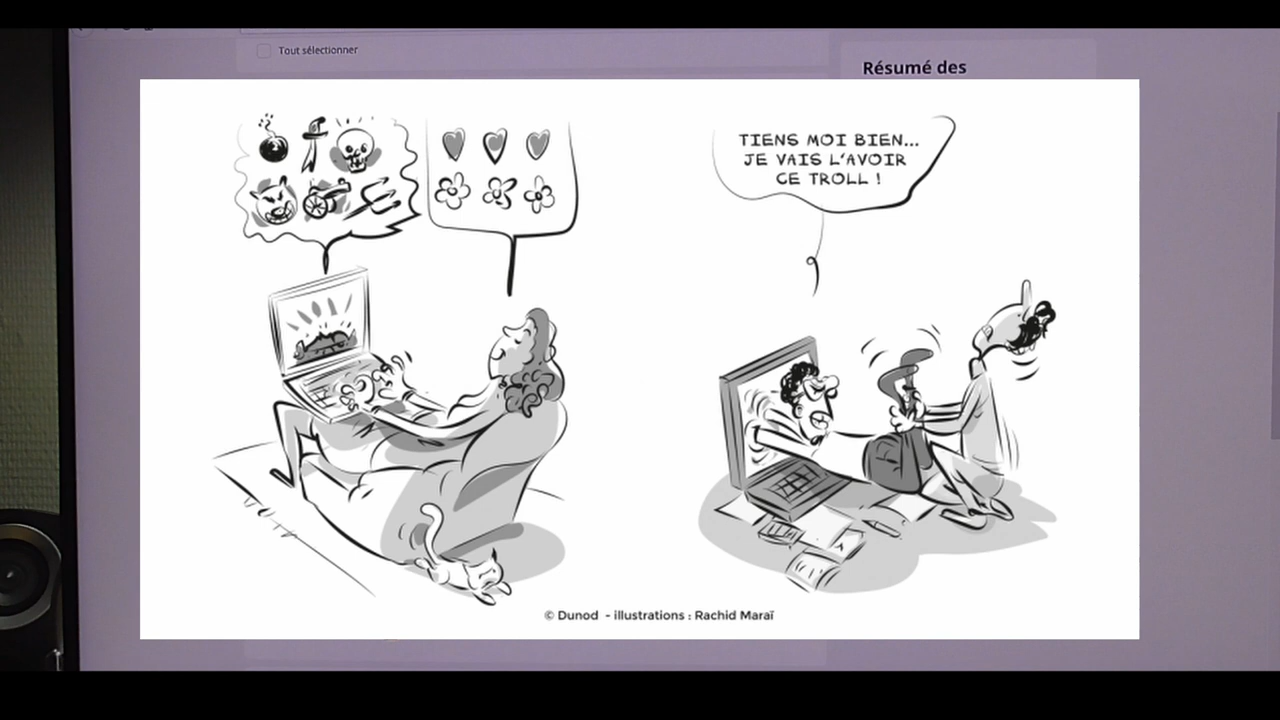 Tout sélectionner
Résumé des
TIENS MOI BIEN...
JE VAIS L'AVOIR
CE TROLL !
© Dunod - illustrations : Rachid Maraï